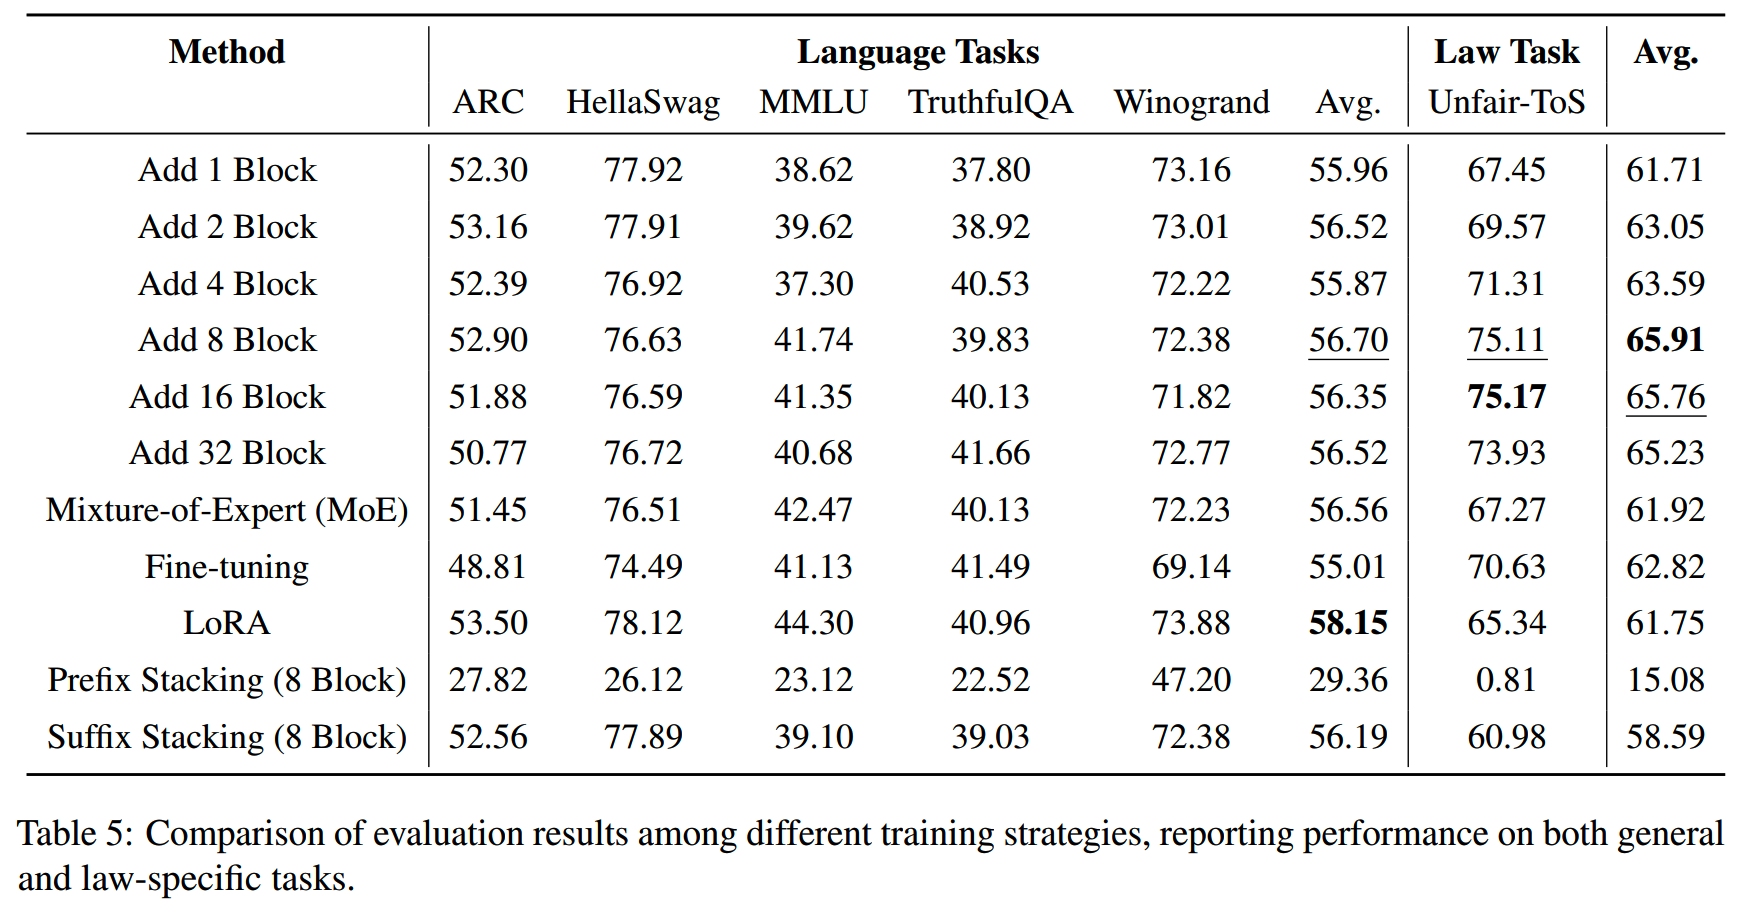 Method Language Tasks Law Task Avg.
ARC HellaSwag MMLU TruthfulQA Winogrand Avg. Unfair-ToS
Add 1 Block 52.30 77.92 38.62 37.80 73.16 55.96 67.45 61.71
Add 2 Block 53.16 77.91 39.62 38.92 73.01 56.52 69.57 63.05
Add 4 Block 52.39 76.92 37.30 40.53 72.22 55.87 71.31 63.59
Add 8 Block 52.90 76.63 41.74 39.83 72.38 56.70 75.11 65.91
Add 16 Block 51.88 76.59 41.35 40.13 71.82 56.35 75.17 65.76
Add 32 Block 50.77 76.72 40.68 41.66 72.77 56.52 73.93 65.23
Mixture-of-Expert (MoE) 51.45 76.51 42.47 40.13 72.23 56.56 67.27 61.92
Fine-tuning 48.81 74.49 41.13 41.49 69.14 55.01 70.63 62.82
LoRA 53.50 78.12 44.30 40.96 73.88 58.15 65.34 61.75
Prefix Stacking (8 Block) 27.82 26.12 23.12 22.52 47.20 29.36 0.81 15.08
Suffix Stacking (8 Block) 52.56 77.89 39.10 39.03 72.38 56.19 60.98 58.59
Table 5: Comparison of evaluation results among different training strategies, reporting performance on both general
and law-specific tasks.